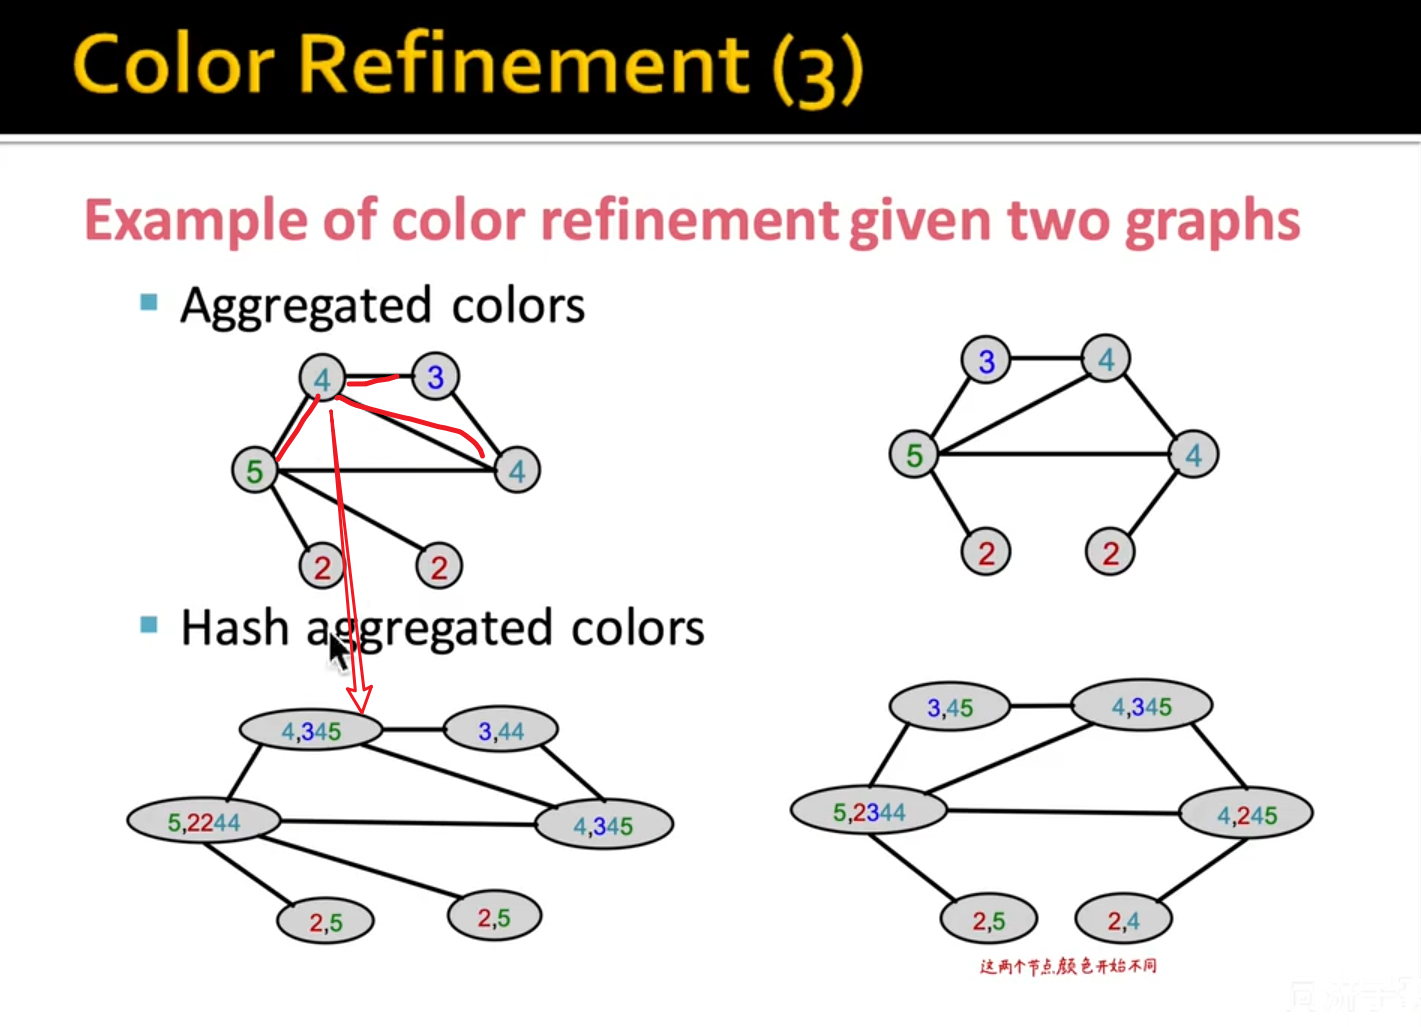 Color Refinement (3)
Example of color refinement given two graphs
Aggregated colors
4 3
5 4
2 2
3 4
5 4
2 2
Hash aggregated colors
4,345 3,44
5,2244 4,345
2,5 2,5
3,45 4,345
5,2344 4,245
2,5 2,4
这两个节点颜色开始不同